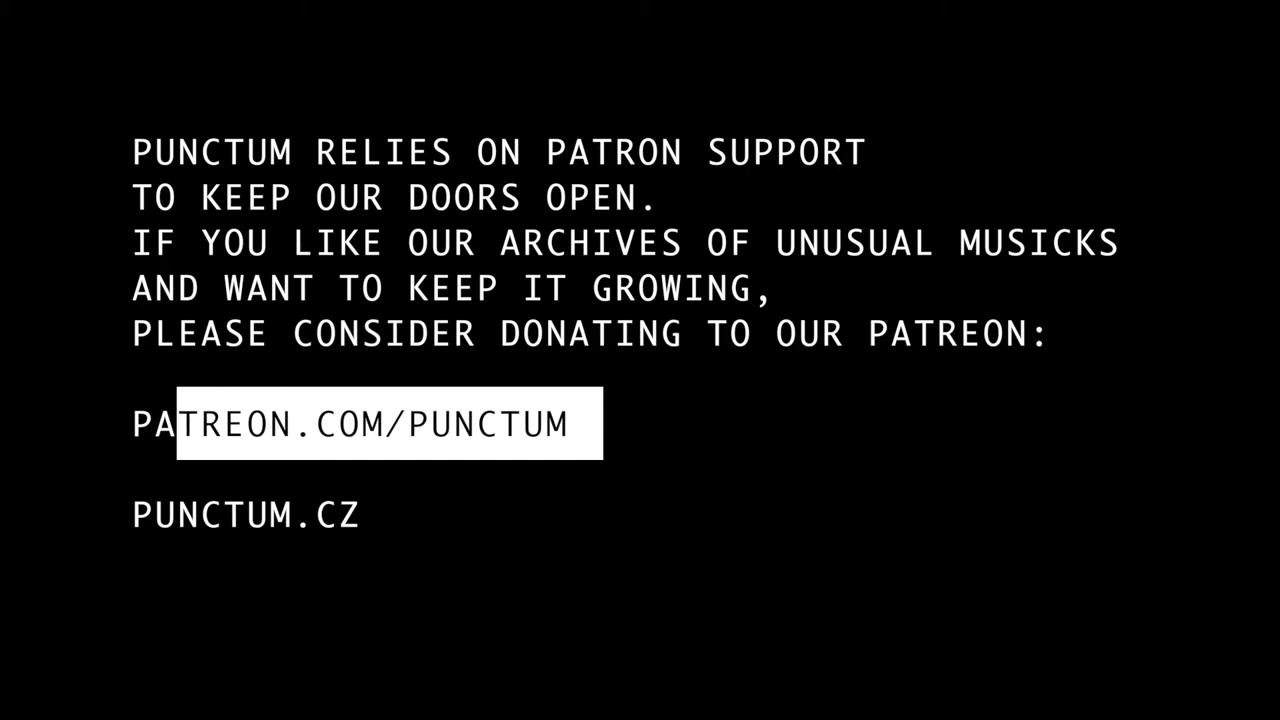 PUNCTUM RELIES ON PATRON SUPPORT
TO KEEP OUR DOORS OPEN.
IF YOU LIKE OUR ARCHIVES OF UNUSUAL MUSICKS
AND WANT TO KEEP IT GROWING,
PLEASE CONSIDER DONATING TO OUR PATREON:
PATREON.COM/PUNCTUM
PUNCTUM.CZ